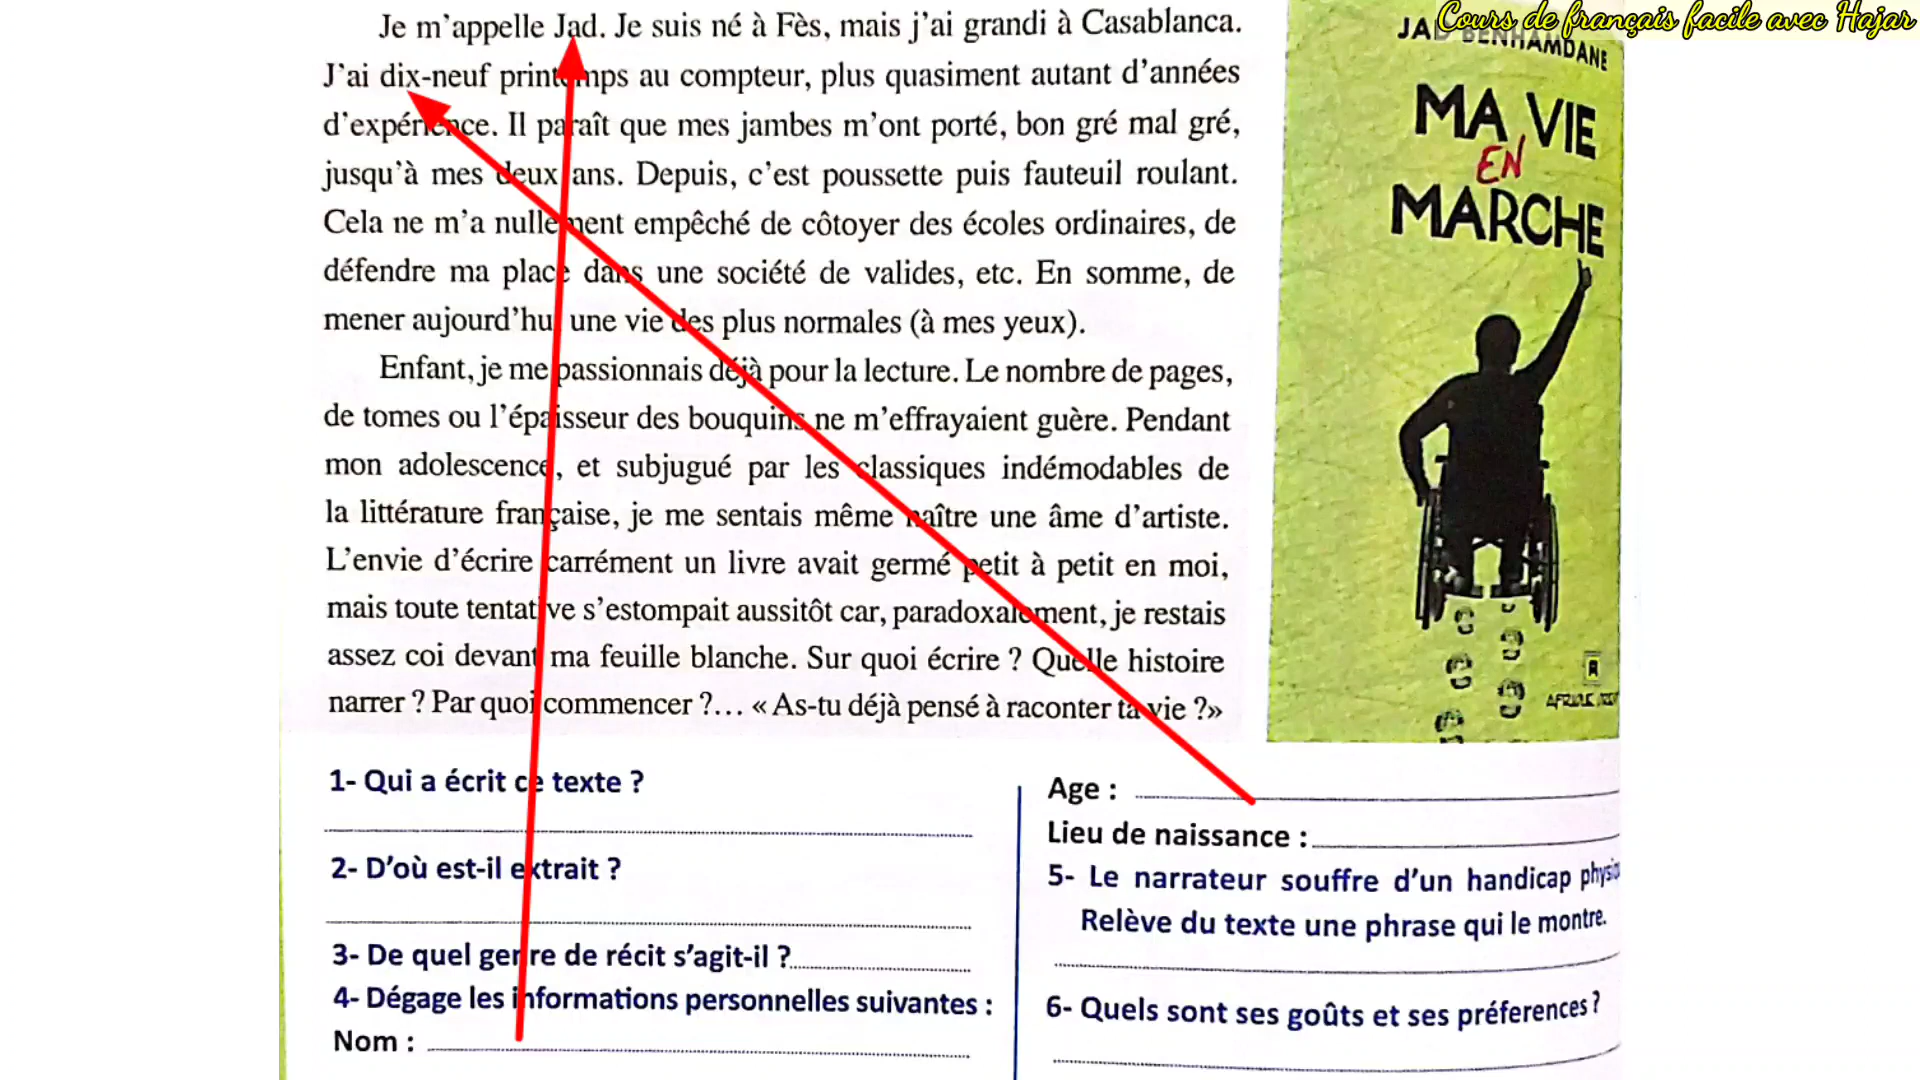 Cours de français facile avec Hajar
Je m'appelle Jad. Je suis né à Fès, mais j'ai grandi à Casablanca.
J'ai dix-neuf printemps au compteur, plus quasiment autant d'années
d'expérience. Il paraît que mes jambes m'ont porté, bon gré mal gré,
jusqu'à mes deux ans. Depuis, c'est poussette puis fauteuil roulant.
Cela ne m'a nullement empêché de côtoyer des écoles ordinaires, de
défendre ma place dans une société de valides, etc. En somme, de
mener aujourd'hui une vie des plus normales (à mes yeux).
Enfant, je me passionnais déjà pour la lecture. Le nombre de pages,
de tomes ou l'épaisseur des bouquins ne m'effrayaient guère. Pendant
mon adolescence, et subjugué par les classiques indémodables de
la littérature française, je me sentais même naître une âme d'artiste.
L'envie d'écrire carrément un livre avait germé petit à petit en moi,
mais toute tentative s'estompait aussitôt car, paradoxalement, je restais
assez coi devant ma feuille blanche. Sur quoi écrire ? Quelle histoire
narrer ? Par quoi commencer ?... « As-tu déjà pensé à raconter ta vie ?»
JAD BENHAMDANE
MA VIE
EN
MARCHE
1- Qui a écrit ce texte ?
2- D'où est-il extrait ?
3- De quel genre de récit s'agit-il ?
4- Dégage les informations personnelles suivantes :
Nom :
Age :
Lieu de naissance :
5- Le narrateur souffre d'un handicap
Relève du texte une phrase qui le montre.
6- Quels sont ses goûts et ses préferences ?